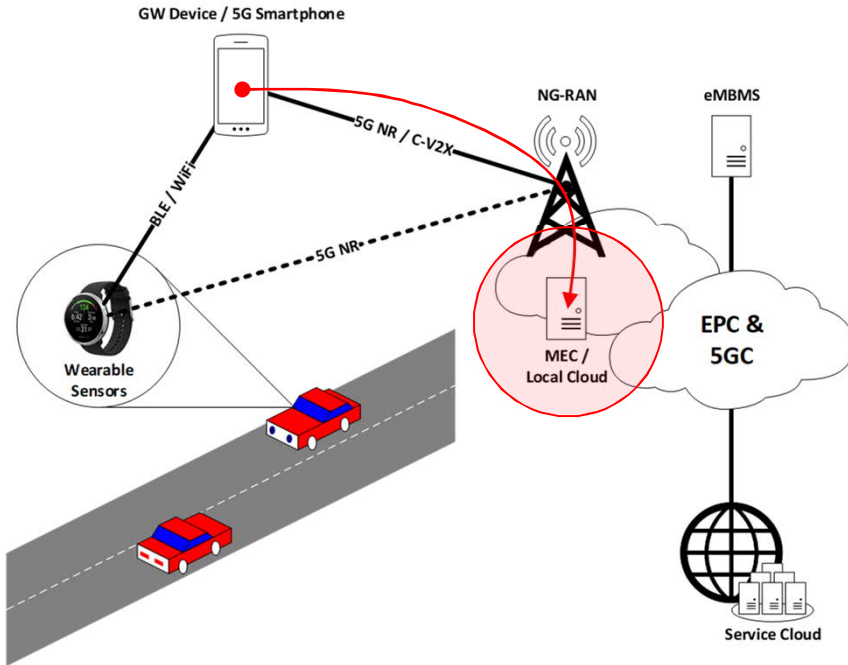 GW Device / 5G Smartphone
NG-RAN
eMBMS
5G NR / C-V2X
BLE / WiFi
5G NR
Wearable
Sensors
MEC /
Local Cloud
EPC &
5GC
Service Cloud